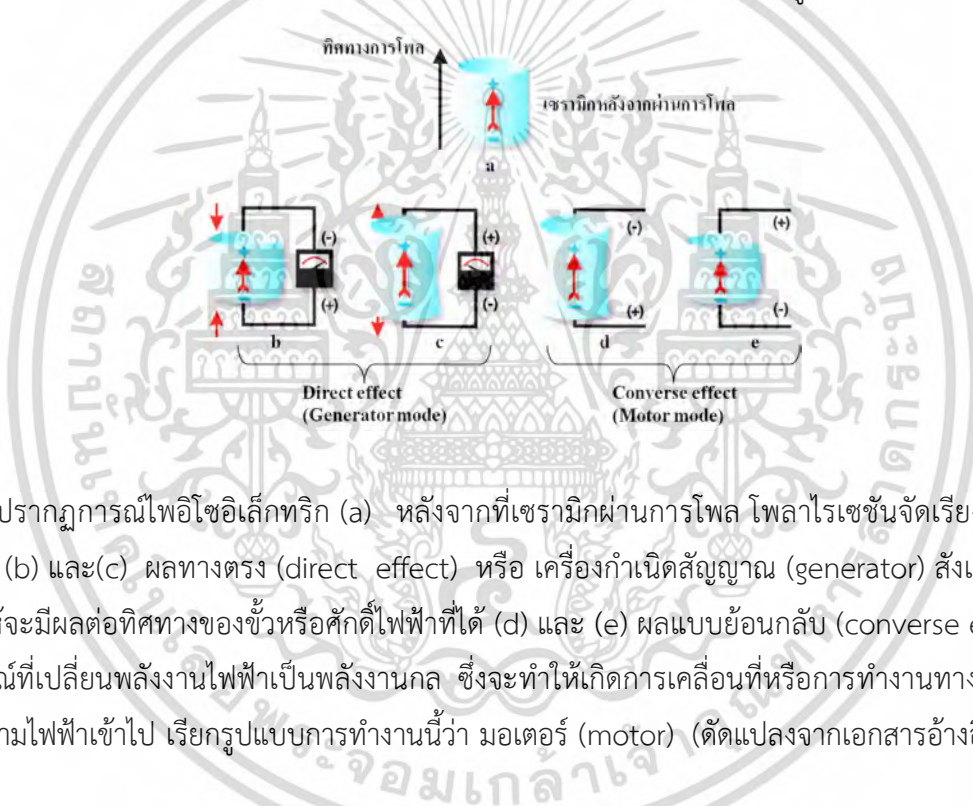 ทิศทางการโพล
เซรามิกหลังจากผ่านการโพล
a
(-) (+) (-) (+)
(+) (-) (+) (-)
b c d e
Direct effect Converse effect
(Generator mode) (Motor mode)
ปรากฏการณ์ไพอิโซอิเล็กทริก (a) หลังจากที่เซรามิกผ่านการโพล โพลาไรเซชันจัดเรีย
(b) และ(c) ผลทางตรง (direct effect) หรือ เครื่องกำเนิดสัญญาณ (generator) สังเ
จะมีผลต่อทิศทางของขั้วหรือศักดิ์ไฟฟ้าที่ได้ (d) และ (e) ผลแบบย้อนกลับ (converse e
ณ์ที่เปลี่ยนพลังงานไฟฟ้าเป็นพลังงานกล ซึ่งจะทำให้เกิดการเคลื่อนที่หรือการทำงานทาง
ามไฟฟ้าเข้าไป เรียกรูปแบบการทำงานนี้ว่า มอเตอร์ (motor) (ดัดแปลงจากเอกสารอ้างอิ